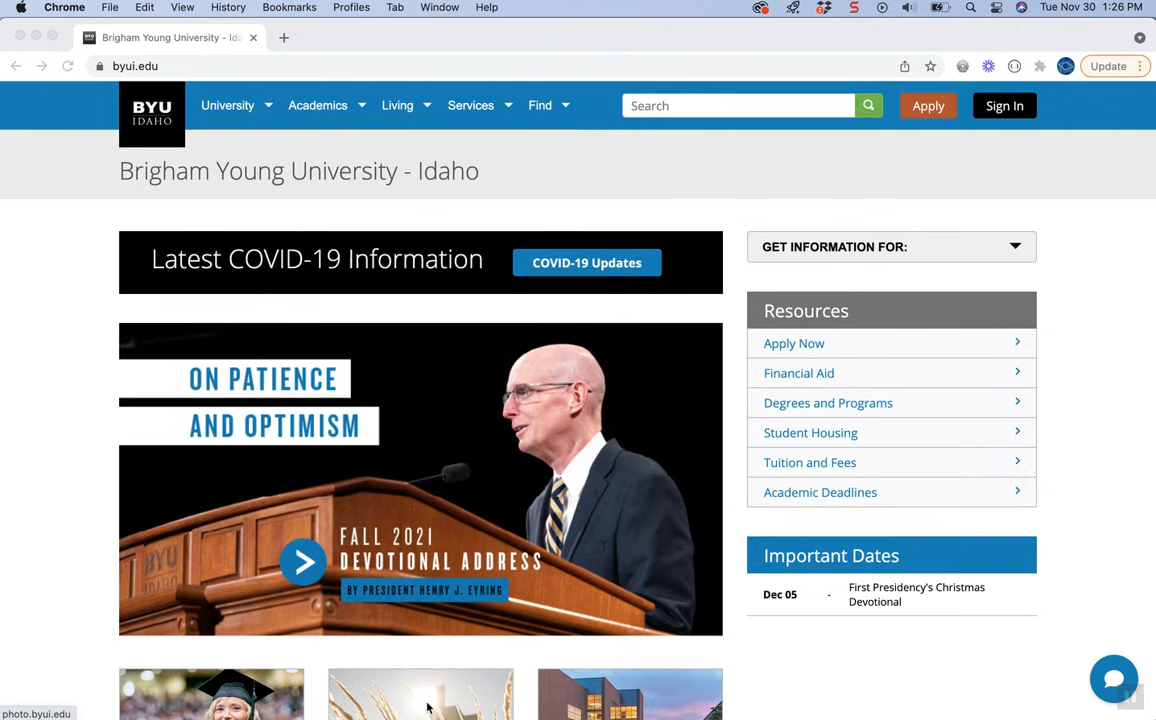 Chrome File Edit View History Bookmarks Profiles Tab Window Help Tue Nov 30 1:26 PM
Brigham Young University - Ida
byui.edu Update
BYU
IDAHO
University Academics Living Services Find Search Apply Sign In
Brigham Young University - Idaho
Latest COVID-19 Information COVID-19 Updates
GET INFORMATION FOR:
ON PATIENCE
AND OPTIMISM
BYU
IDAHO
FALL 2021
DEVOTIONAL ADDRESS
BY PRESIDENT HENRY J. EYRING
Resources
Apply Now
Financial Aid
Degrees and Programs
Student Housing
Tuition and Fees
Academic Deadlines
Important Dates
Dec 05 - First Presidency's Christmas
Devotional
photo.byui.edu